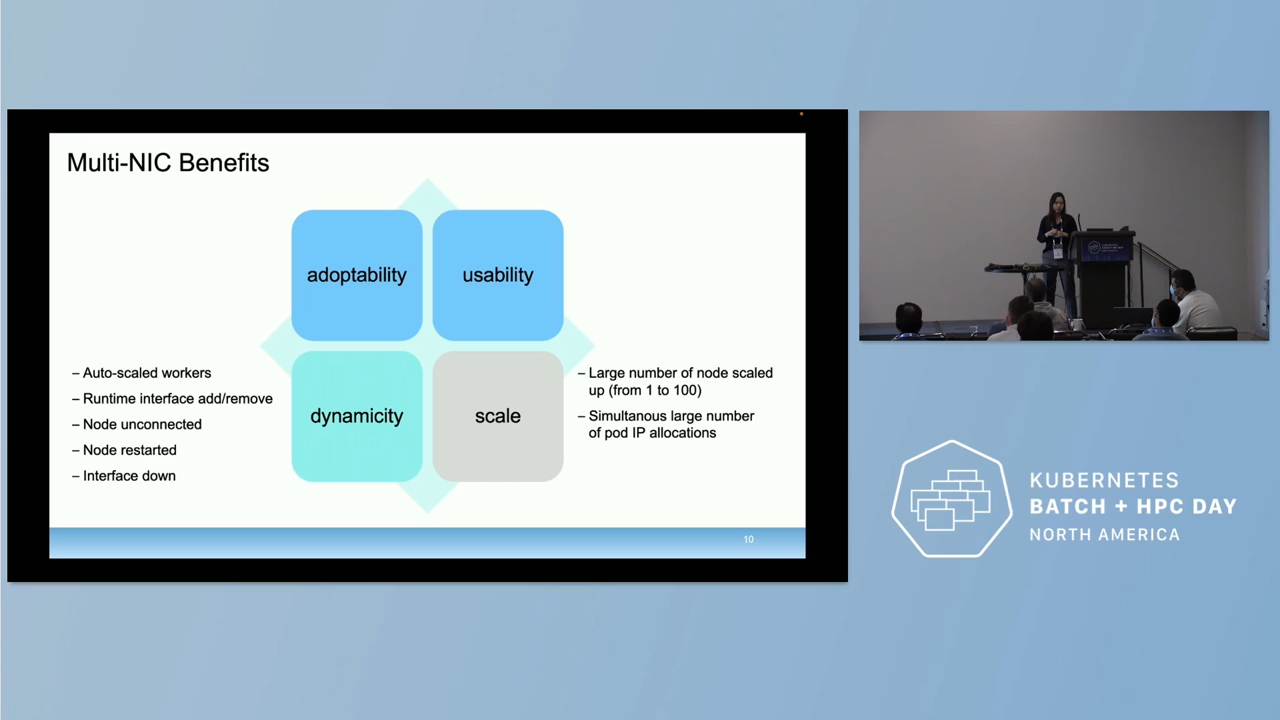 Multi-NIC Benefits
adoptability
usability
– Auto-scaled workers
– Runtime interface add/remove
– Node unconnected
– Node restarted
– Interface down
dynamicity
scale
– Large number of node scaled
up (from 1 to 100)
– Simultanous large number
of pod IP allocations
10
KUBERNETES
BATCH + HPC DAY
NORTH AMERICA